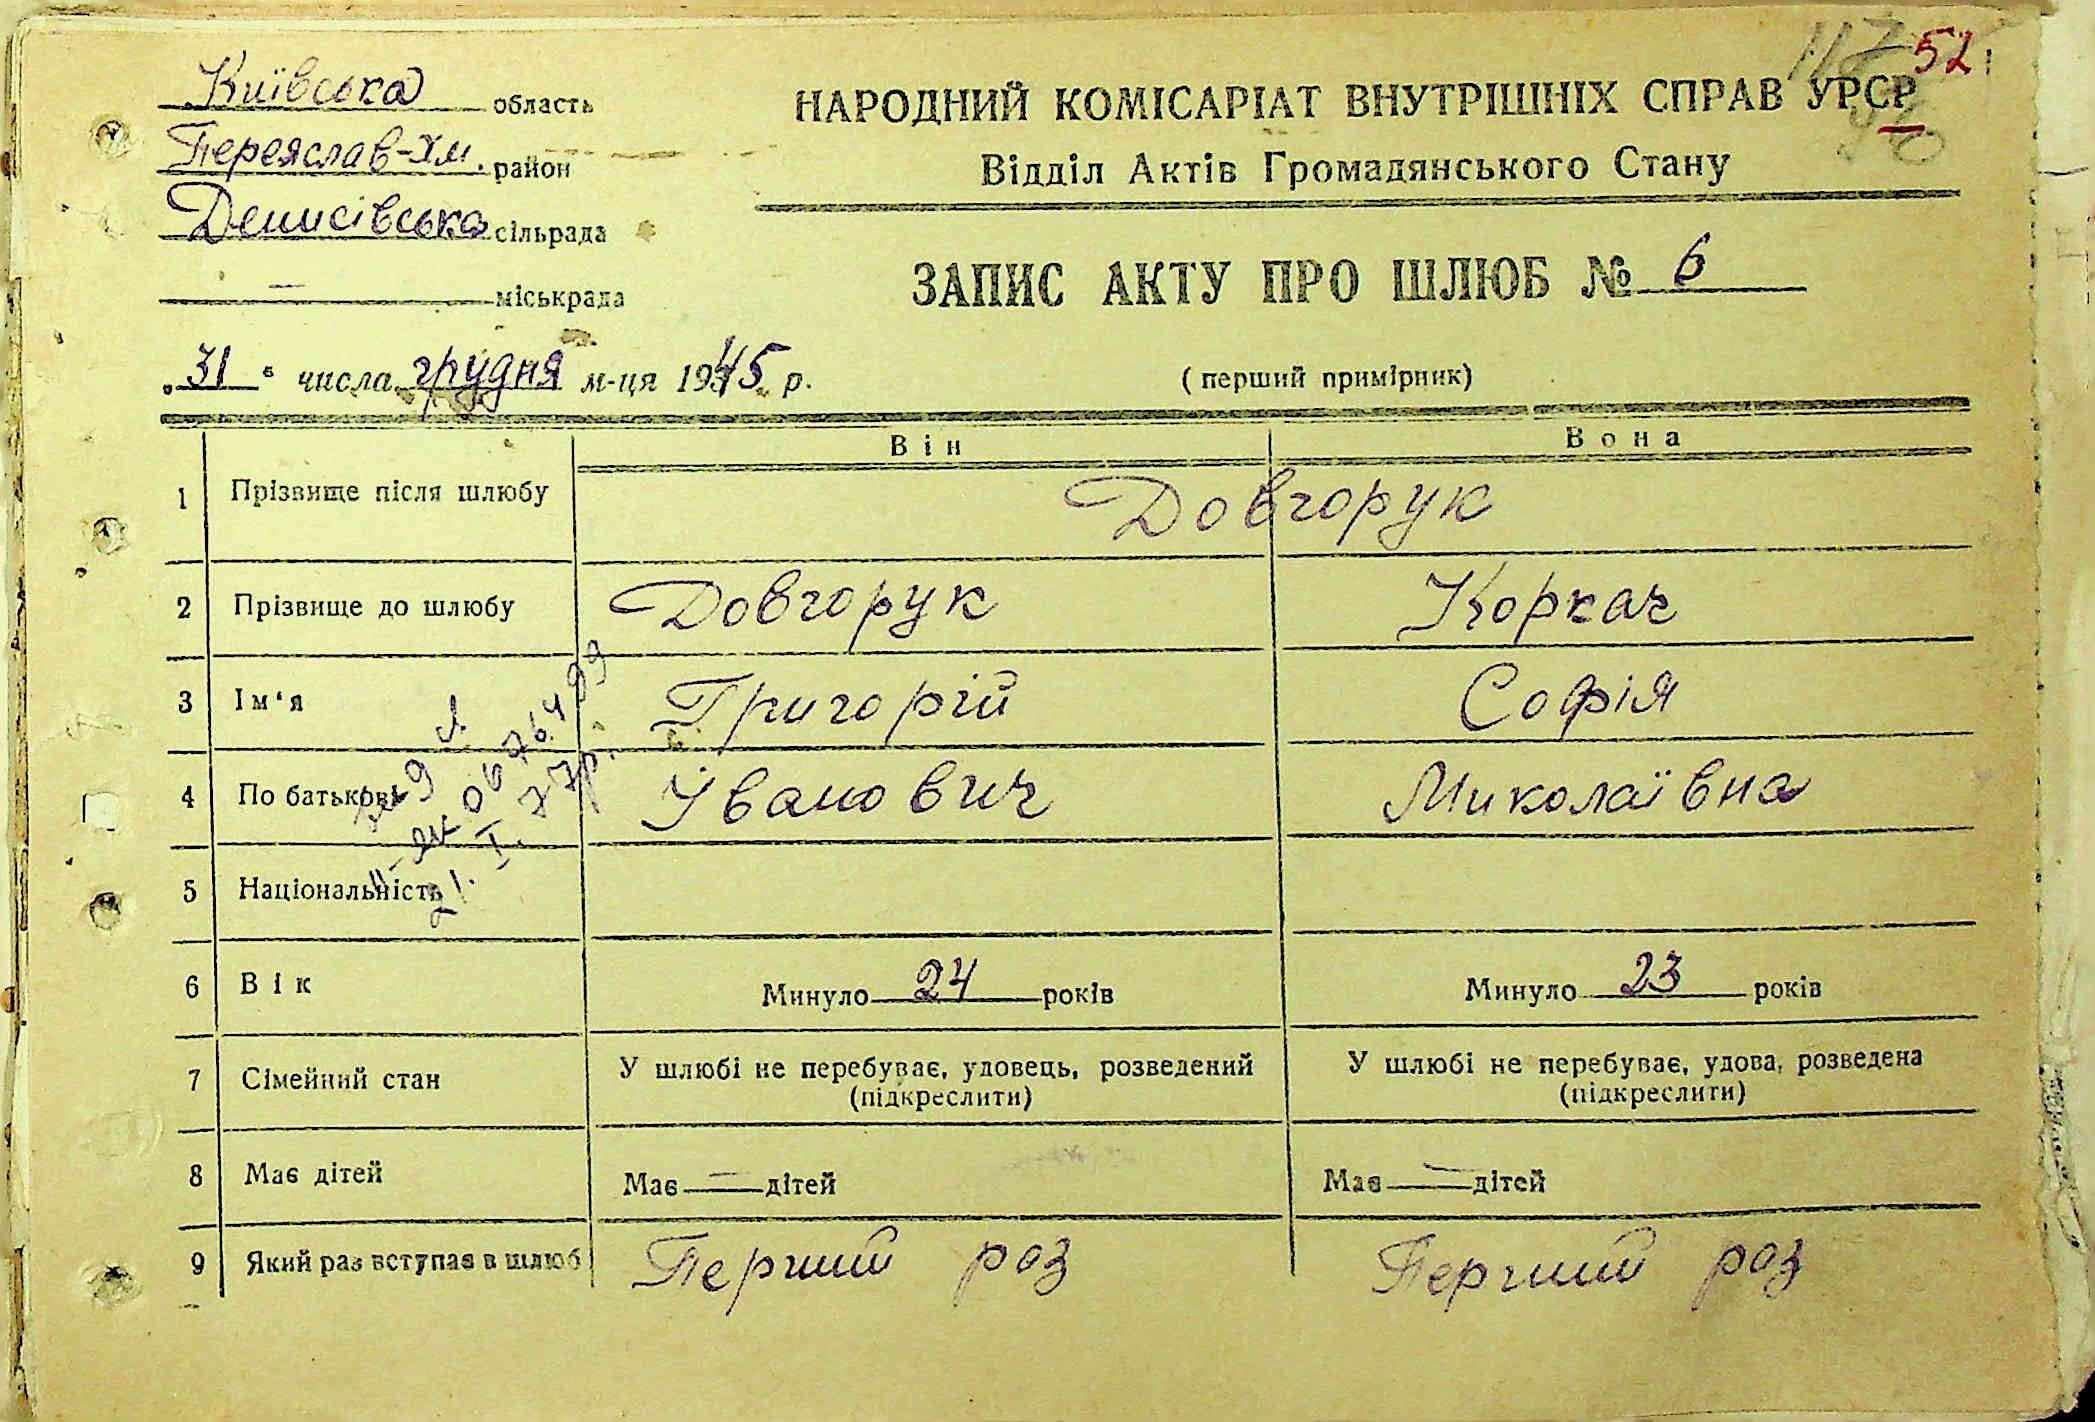 Київська область
Переяслав-Хм. район
Денисівська сільрада
— міськрада
„31“ числа грудня м-ця 1945 р.
52
НАРОДНИЙ КОМІСАРІАТ ВНУТРІШНІХ СПРАВ УРСР
Відділ Актів Громадянського Стану
ЗАПИС АКТУ ПРО ШЛЮБ № 6
(перший примірник)
Він Вона
1 Прізвище після шлюбу Довгорук
2 Прізвище до шлюбу Довгорук Коркач
3 Ім‘я Григорій Софія
4 По батькові Іванович Миколаївна
5 Національність
6 Вік Минуло 24 років Минуло 23 років
7 Сімейний стан У шлюбі не перебуває, удовець, розведений У шлюбі не перебуває, удова, розведена
(підкреслити) (підкреслити)
8 Має дітей Має — дітей Має — дітей
9 Який раз вступає в шлюб Перший раз Перший раз